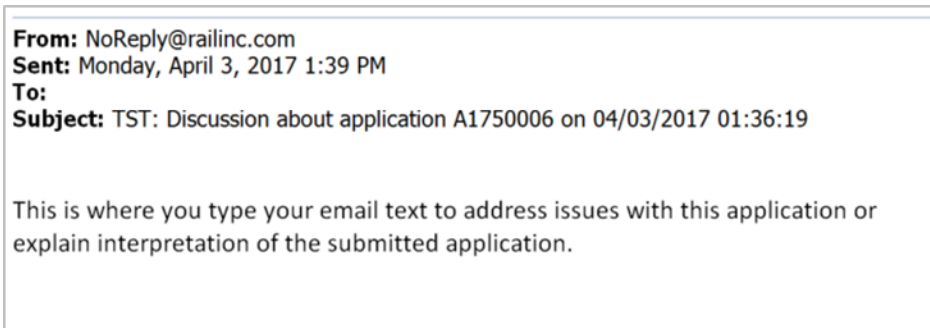 From: NoReply@railinc.com
Sent: Monday, April 3, 2017 1:39 PM
To:
Subject: TST: Discussion about application A1750006 on 04/03/2017 01:36:19
This is where you type your email text to address issues with this application or
explain interpretation of the submitted application.